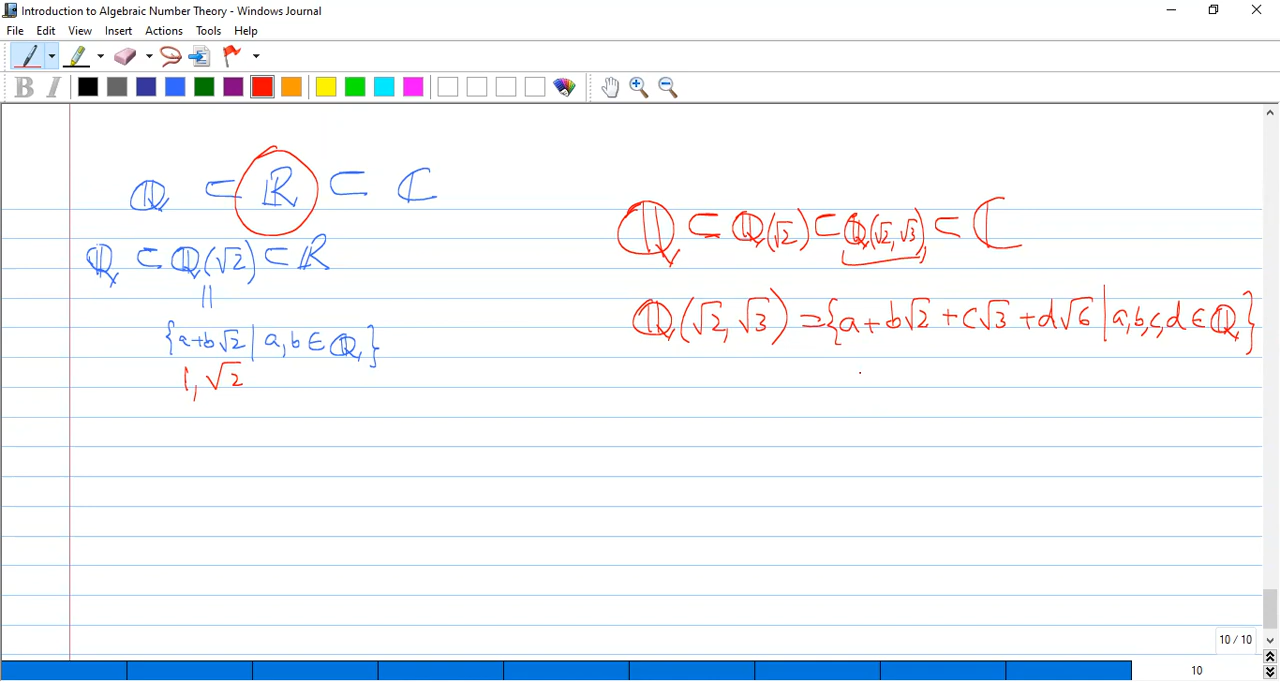 Introduction to Algebraic Number Theory - Windows Journal
File Edit View Insert Actions Tools Help
B I
ℚ ⊂ ℝ ⊂ ℂ
ℚ ⊂ ℚ(√2) ⊂ ℝ
||
{a+b√2 | a,b ∈ ℚ}
1, √2
ℚ ⊂ ℚ(√2) ⊂ ℚ(√2, √3) ⊂ ℂ
ℚ(√2, √3) = {a + b√2 + c√3 + d√6 | a,b,c,d ∈ ℚ}
10 / 10
10